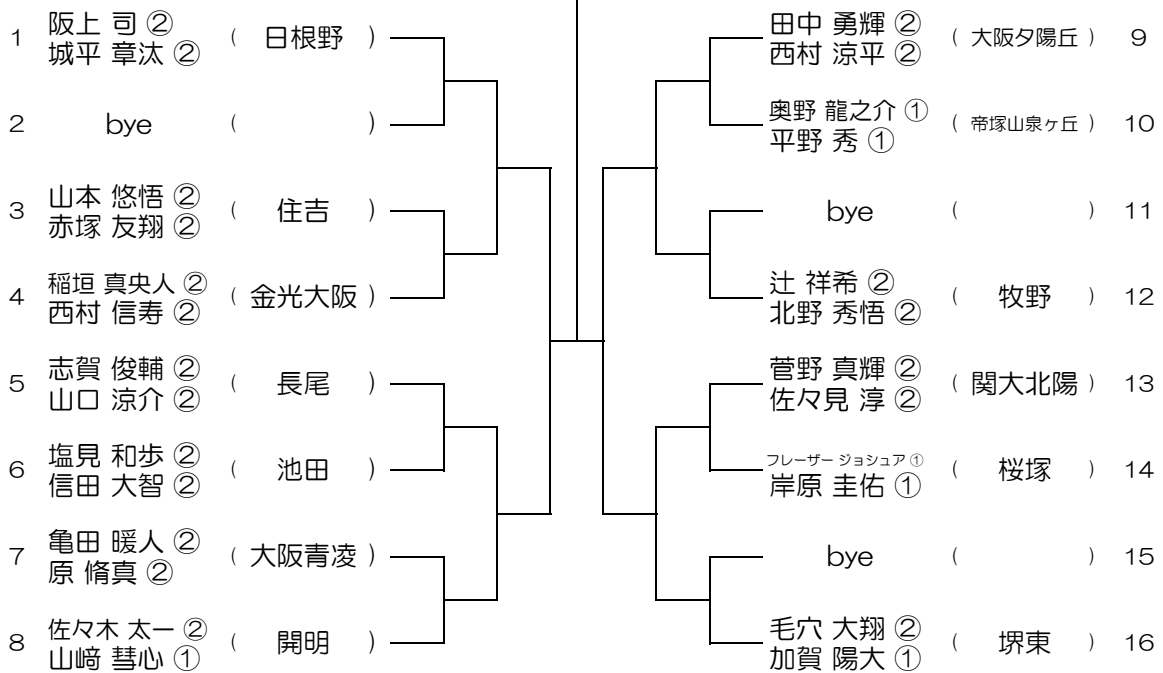 1 阪上 司 ② ( 日根野 )
城平 章汰 ②
2 bye ( )
3 山本 悠悟 ② ( 住吉 )
赤塚 友翔 ②
4 稲垣 真央人 ② ( 金光大阪 )
西村 信寿 ②
5 志賀 俊輔 ② ( 長尾 )
山口 涼介 ②
6 塩見 和歩 ② ( 池田 )
信田 大智 ②
7 亀田 暖人 ② ( 大阪青凌 )
原 脩真 ②
8 佐々木 太一 ② ( 開明 )
山﨑 彗心 ①
田中 勇輝 ② ( 大阪夕陽丘 ) 9
西村 涼平 ②
奥野 龍之介 ① ( 帝塚山泉ヶ丘 ) 10
平野 秀 ①
bye ( ) 11
辻 祥希 ② ( 牧野 ) 12
北野 秀悟 ②
菅野 真輝 ② ( 関大北陽 ) 13
佐々見 淳 ②
フレーザー ジョシュア ① ( 桜塚 ) 14
岸原 圭佑 ①
bye ( ) 15
毛穴 大翔 ② ( 堺東 ) 16
加賀 陽大 ①